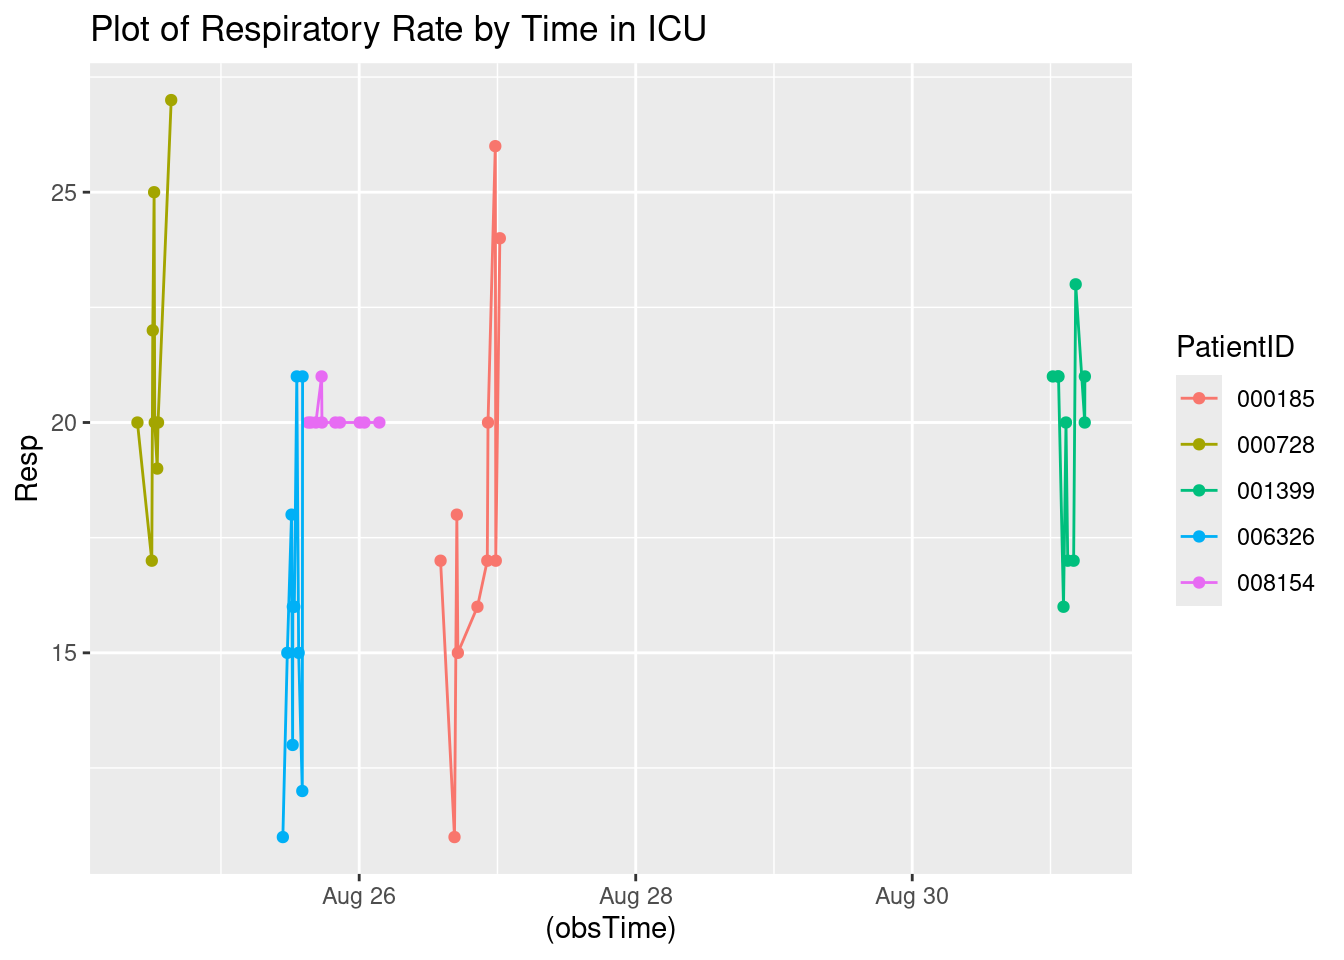 Plot of Respiratory Rate by Time in ICU
25
20
15
Resp
Aug 26
Aug 28
Aug 30
(obsTime)
PatientID
000185
000728
001399
006326
008154